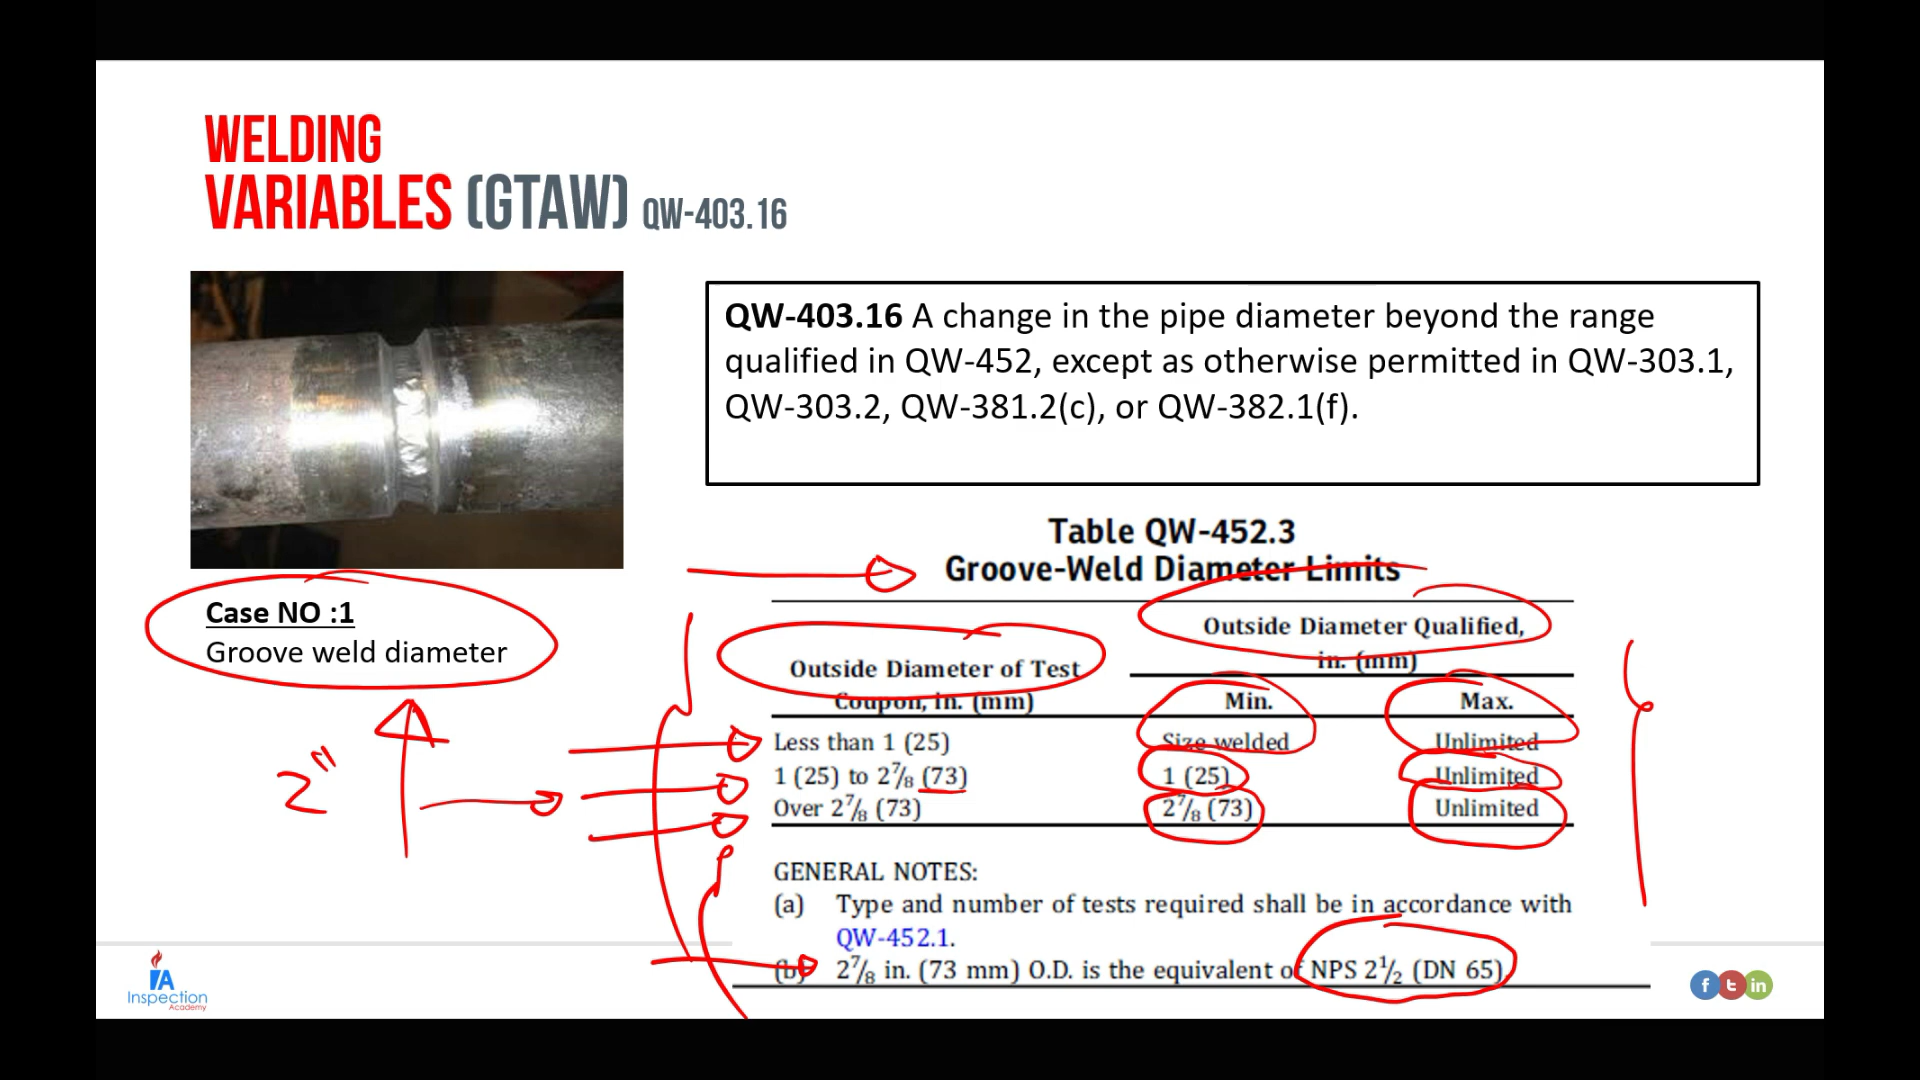 WELDING
VARIABLES (GTAW) QW-403.16
QW-403.16 A change in the pipe diameter beyond the range
qualified in QW-452, except as otherwise permitted in QW-303.1,
QW-303.2, QW-381.2(c), or QW-382.1(f).
Case NO :1
Groove weld diameter
2"
Table QW-452.3
Groove-Weld Diameter Limits
Outside Diameter of Test
Coupon, in. (mm)
Outside Diameter Qualified,
in. (mm)
Min. Max.
Less than 1 (25) Size welded Unlimited
1 (25) to 2⅞ (73) 1 (25) Unlimited
Over 2⅞ (73) 2⅞ (73) Unlimited
GENERAL NOTES:
(a) Type and number of tests required shall be in accordance with
QW-452.1.
(b) 2⅞ in. (73 mm) O.D. is the equivalent of NPS 2½ (DN 65).
IA
Inspection
Academy
f t in